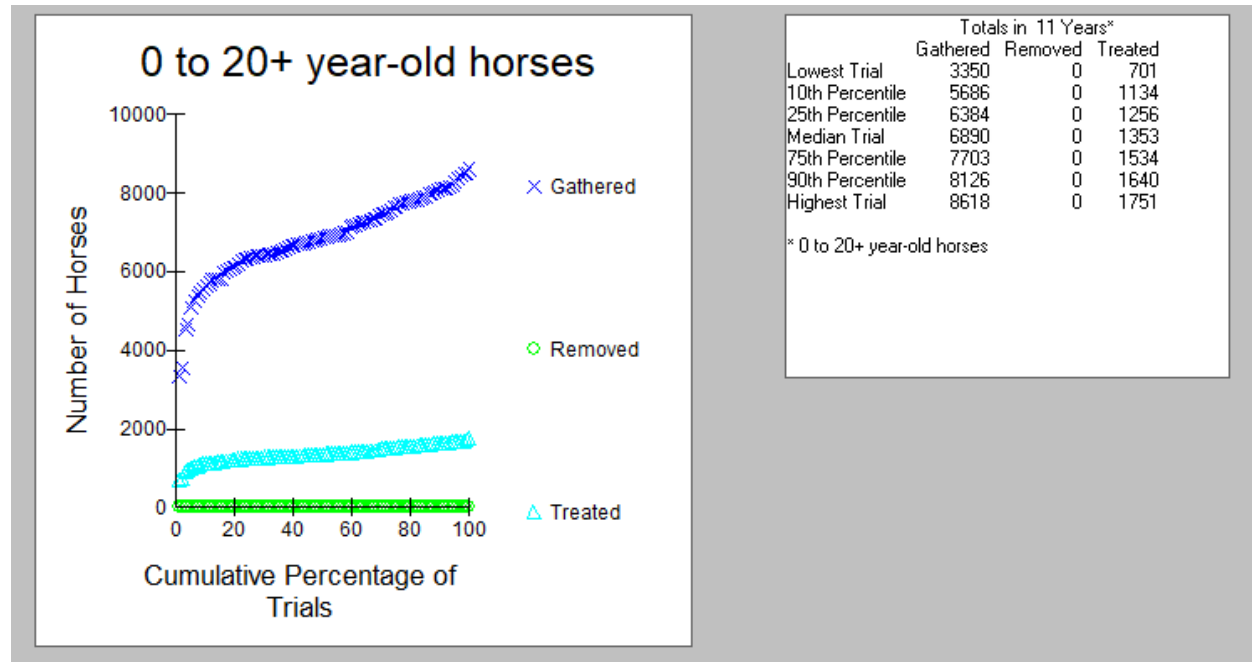 0 to 20+ year-old horses
10000
8000
6000
4000
2000
0
Number of Horses
0 20 40 60 80 100
Cumulative Percentage of
Trials
Gathered
Removed
Treated
Totals in 11 Years*
Gathered Removed Treated
Lowest Trial 3350 0 701
10th Percentile 5686 0 1134
25th Percentile 6384 0 1256
Median Trial 6890 0 1353
75th Percentile 7703 0 1534
90th Percentile 8126 0 1640
Highest Trial 8618 0 1751
* 0 to 20+ year-old horses